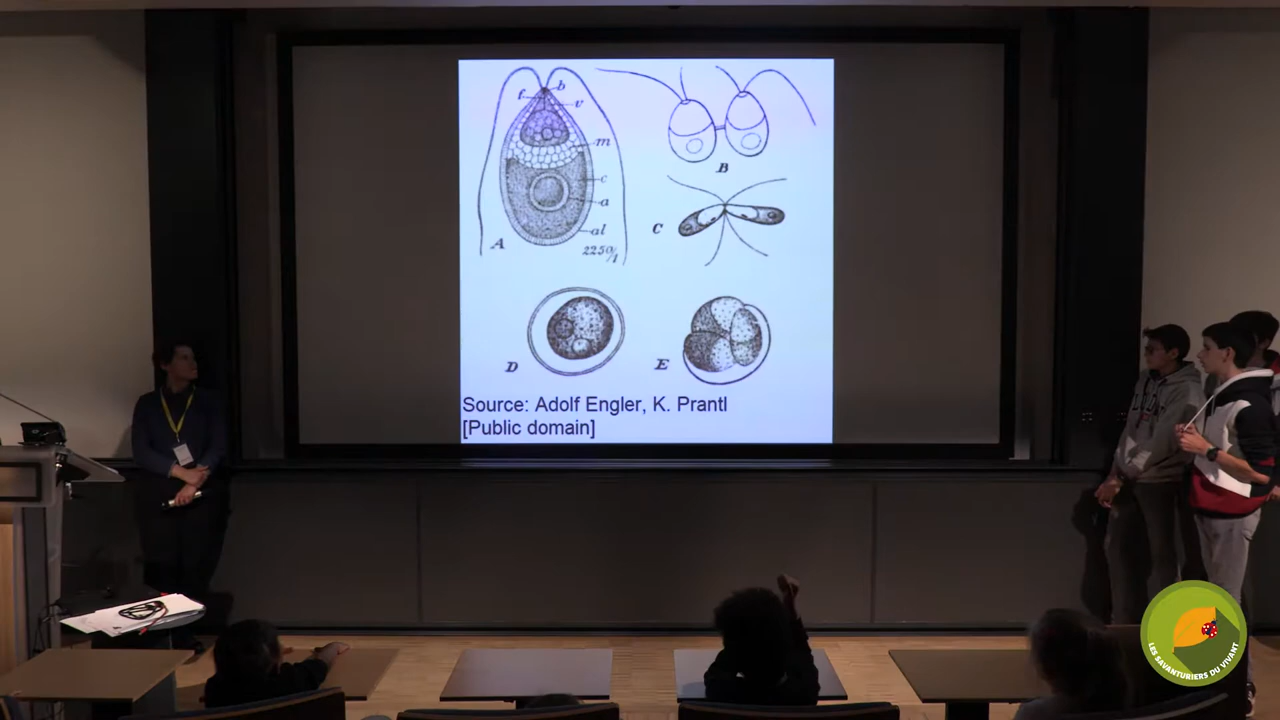 b
f
v
m
c
a
al
A
2250/1
B
C
D
E
Source: Adolf Engler, K. Prantl
[Public domain]
LES SAVANTURIERS DU VIVANT